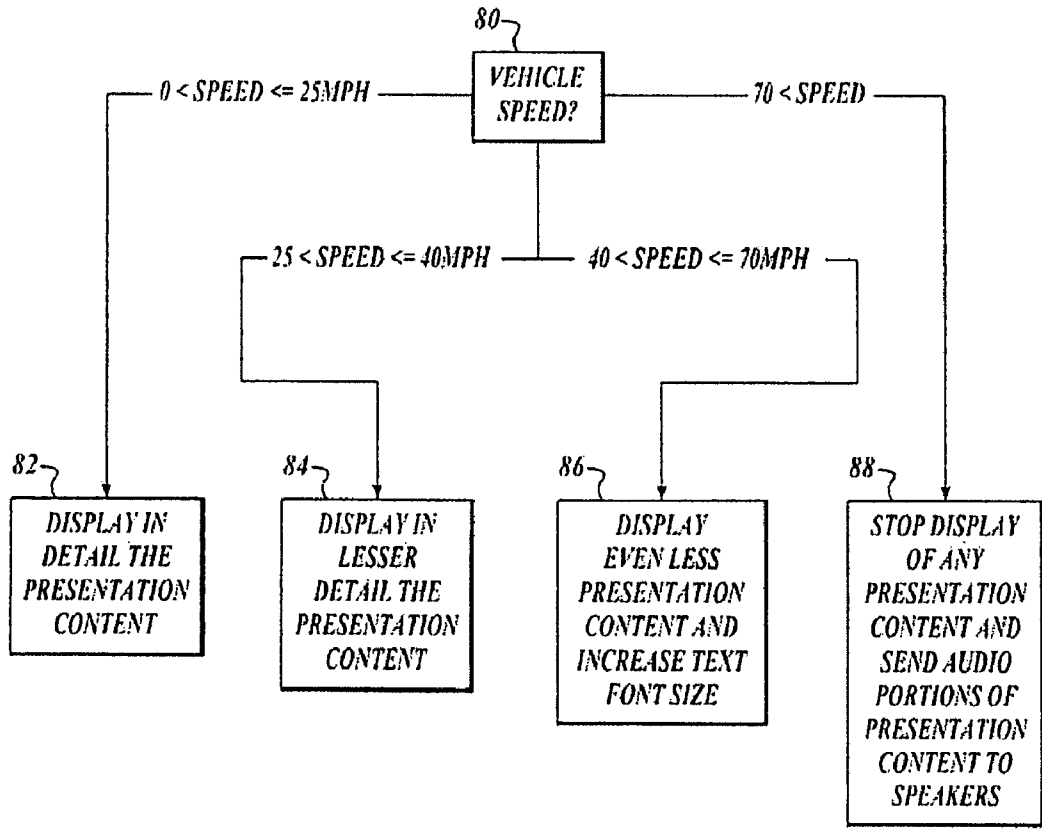 80
VEHICLE
SPEED?
0 < SPEED <= 25MPH
70 < SPEED
25 < SPEED <= 40MPH
40 < SPEED <= 70MPH
82
DISPLAY IN
DETAIL THE
PRESENTATION
CONTENT
84
DISPLAY IN
LESSER
DETAIL THE
PRESENTATION
CONTENT
86
DISPLAY
EVEN LESS
PRESENTATION
CONTENT AND
INCREASE TEXT
FONT SIZE
88
STOP DISPLAY
OF ANY
PRESENTATION
CONTENT AND
SEND AUDIO
PORTIONS OF
PRESENTATION
CONTENT TO
SPEAKERS